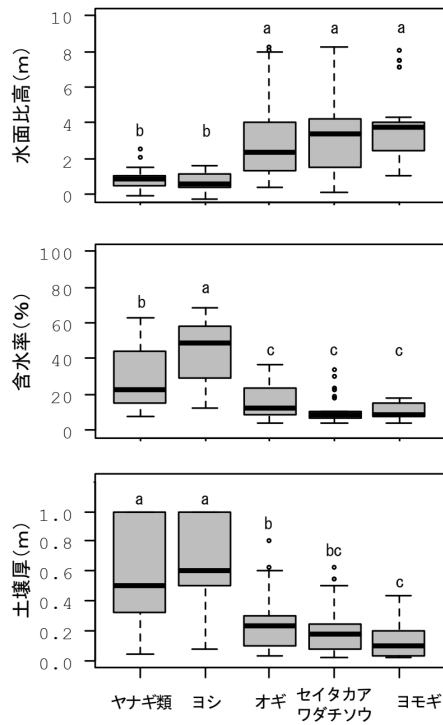 水面比高(m)
10
8
6
4
2
0
b
b
a
a
a
含水率(%)
100
80
60
40
20
0
b
a
c
c
c
土壌厚(m)
1.0
0.8
0.6
0.4
0.2
0.0
a
a
b
bc
c
ヤナギ類
ヨシ
オギ
セイタカア
ワダチソウ
ヨモギ